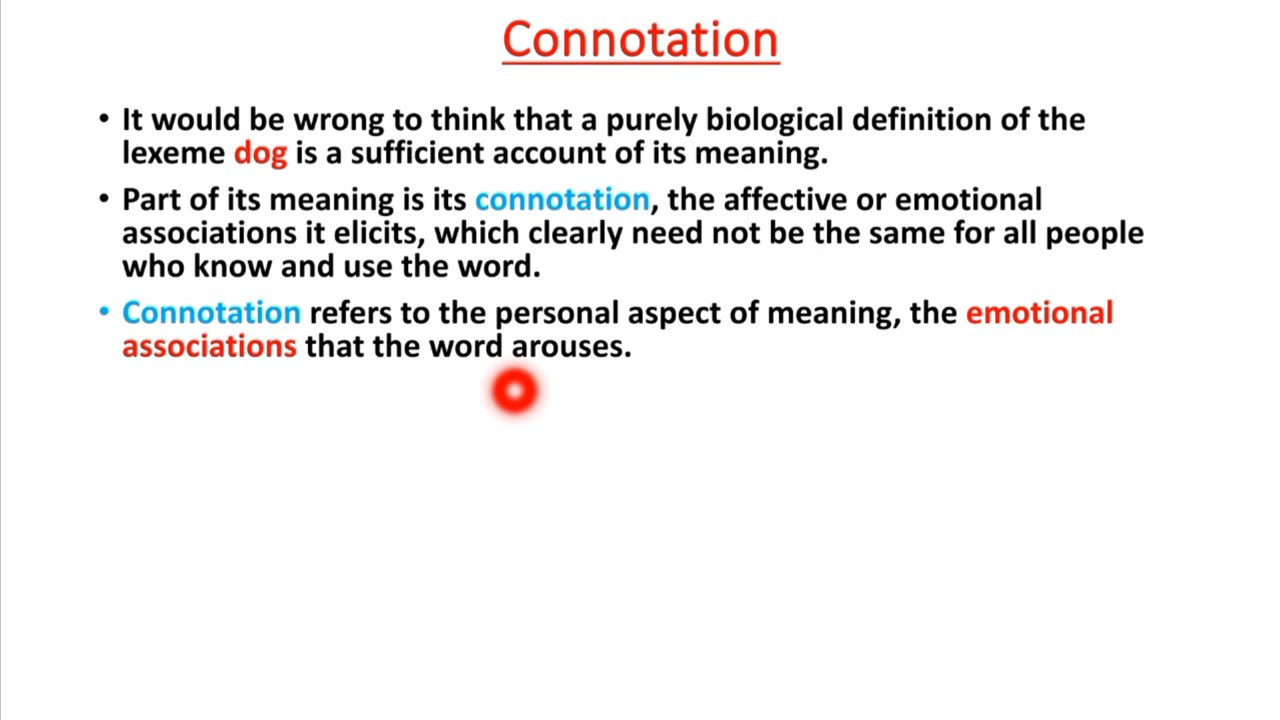 Connotation
• It would be wrong to think that a purely biological definition of the
lexeme dog is a sufficient account of its meaning.
• Part of its meaning is its connotation, the affective or emotional
associations it elicits, which clearly need not be the same for all people
who know and use the word.
• Connotation refers to the personal aspect of meaning, the emotional
associations that the word arouses.